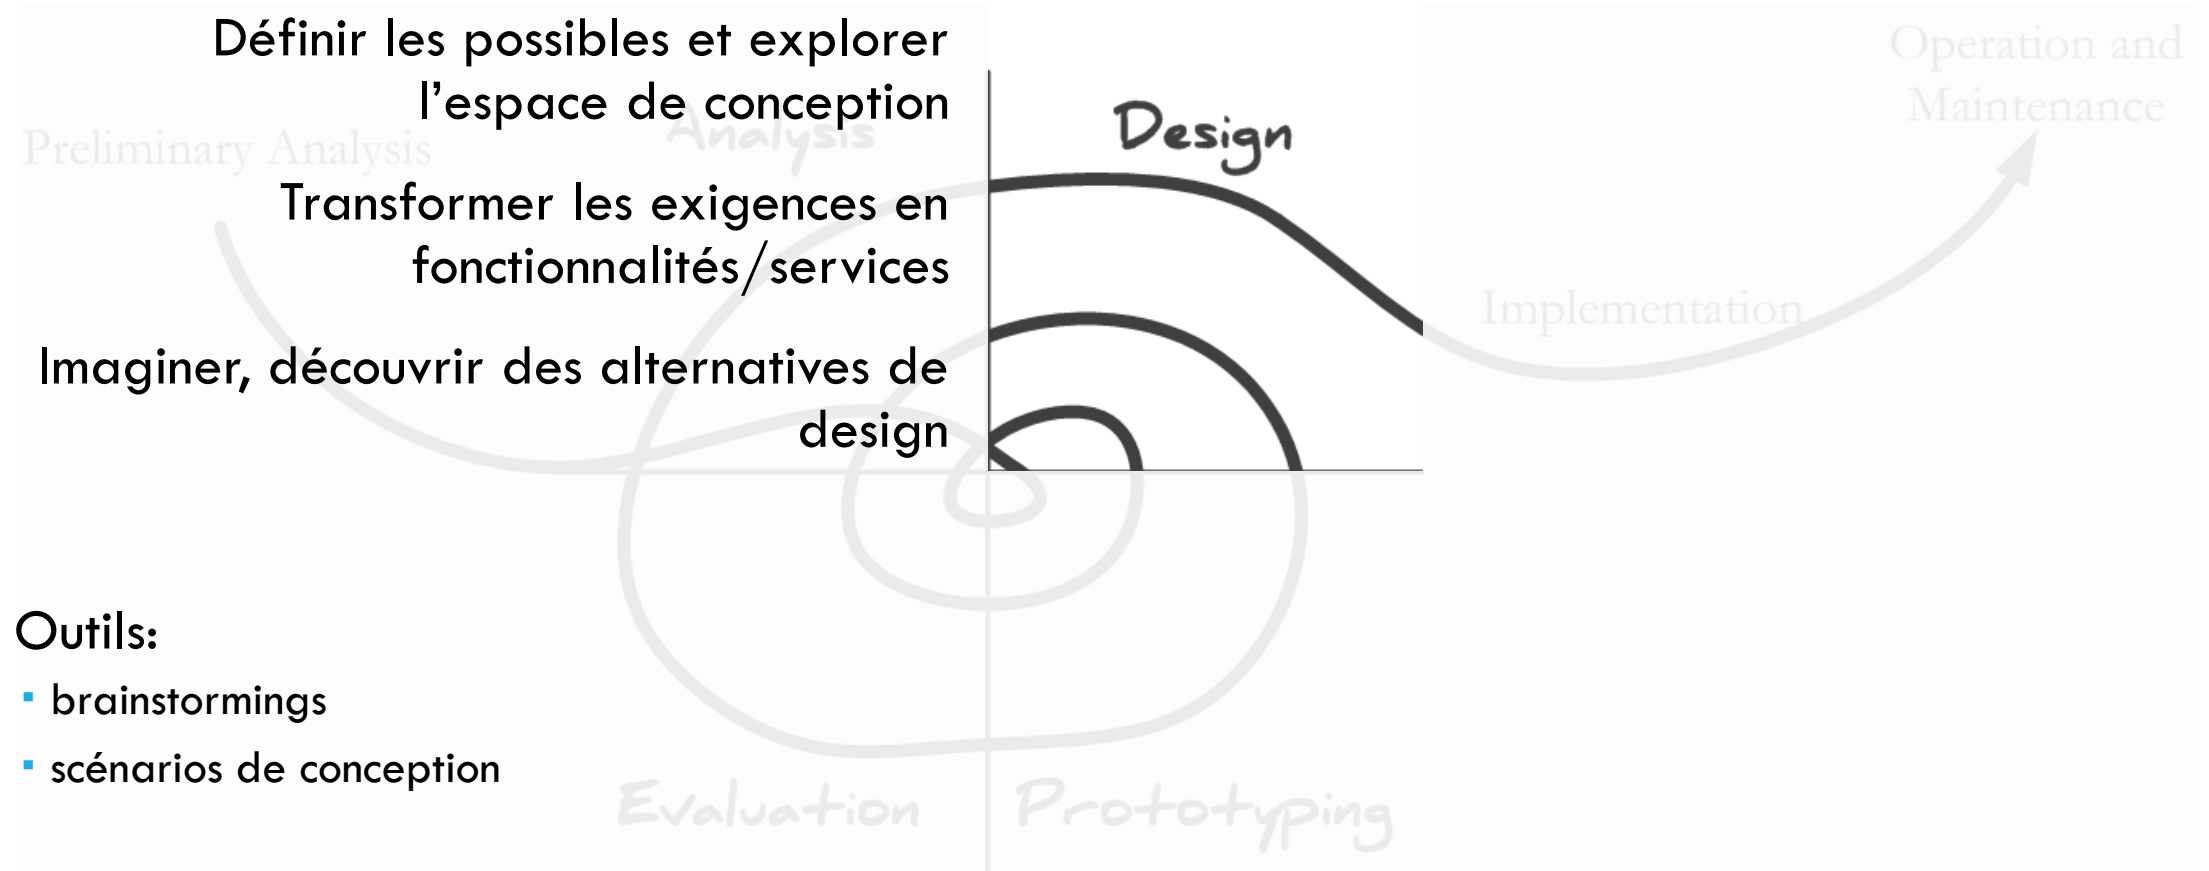 Définir les possibles et explorer
l’espace de conception
Transformer les exigences en
fonctionnalités/services
Imaginer, découvrir des alternatives de
design
Outils:
brainstormings
scénarios de conception
Preliminary Analysis
Analysis
Design
Operation and
Maintenance
Implementation
Evaluation
Prototyping